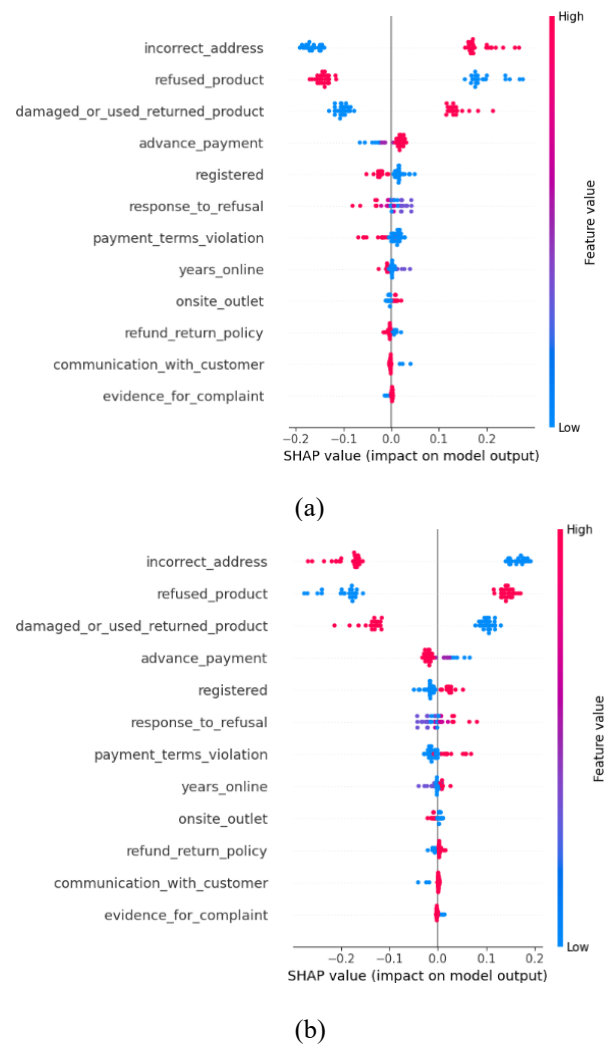 High
incorrect_address
refused_product
damaged_or_used_returned_product
advance_payment
registered
response_to_refusal
payment_terms_violation
years_online
onsite_outlet
refund_return_policy
communication_with_customer
evidence_for_complaint
Feature value
Low
−0.2 −0.1 0.0 0.1 0.2
SHAP value (impact on model output)
(a)
High
incorrect_address
refused_product
damaged_or_used_returned_product
advance_payment
registered
response_to_refusal
payment_terms_violation
years_online
onsite_outlet
refund_return_policy
communication_with_customer
evidence_for_complaint
Feature value
Low
−0.2 −0.1 0.0 0.1 0.2
SHAP value (impact on model output)
(b)